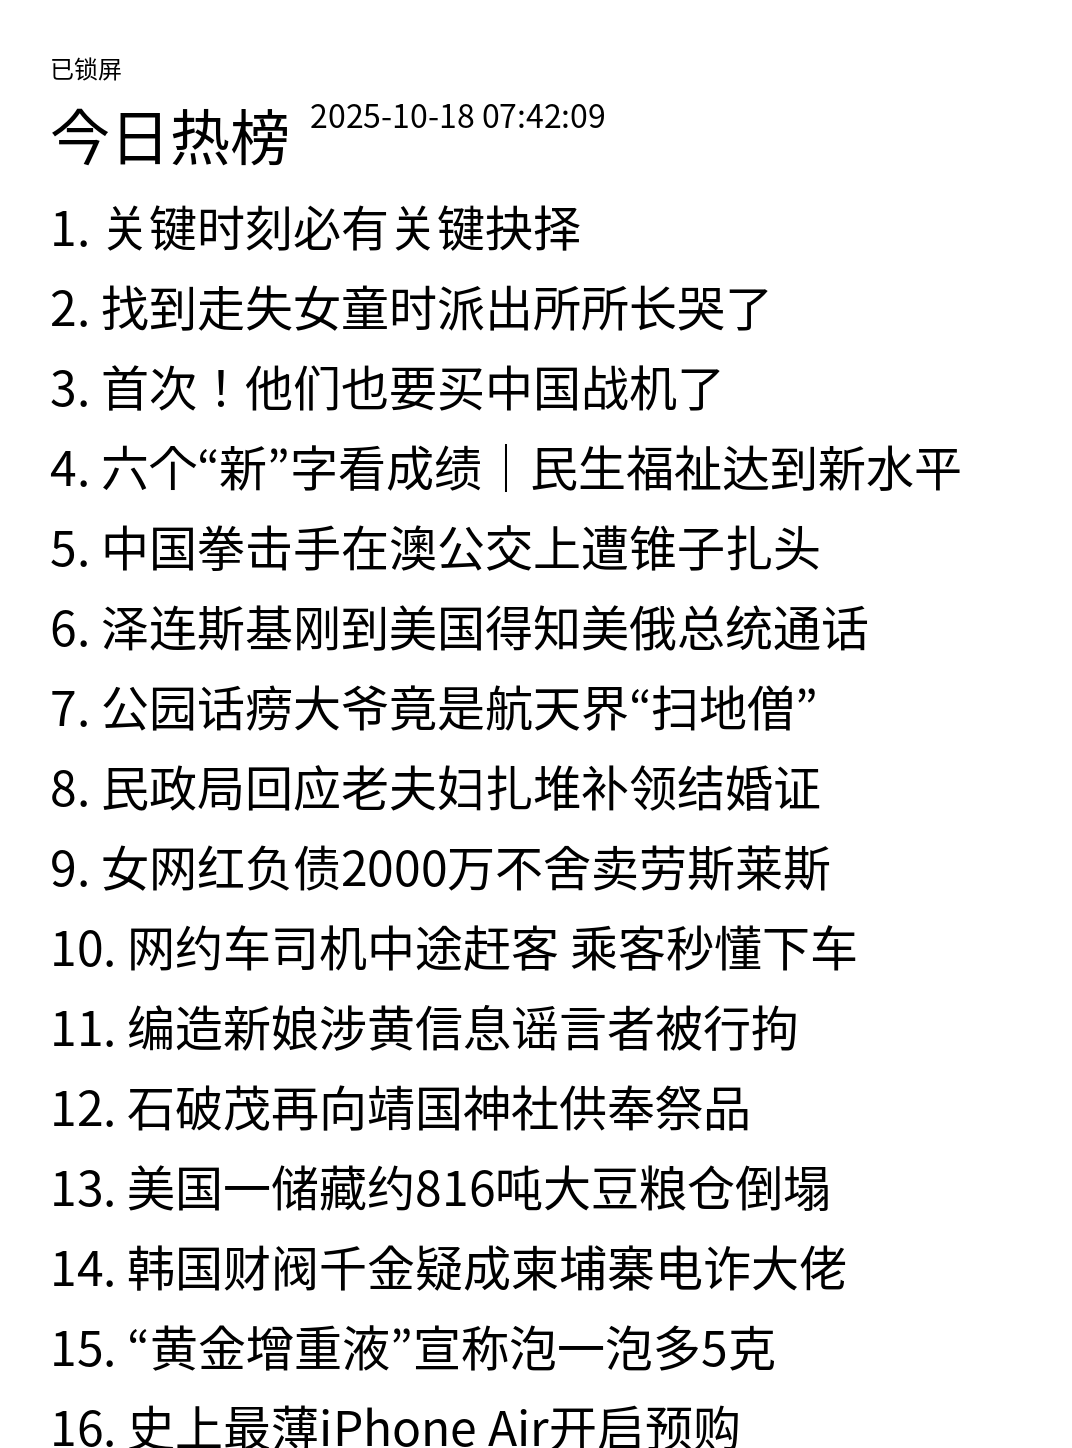 已锁屏
今日热榜 2025-10-18 07:42:09
1. 关键时刻必有关键抉择
2. 找到走失女童时派出所所长哭了
3. 首次！他们也要买中国战机了
4. 六个“新”字看成绩｜民生福祉达到新水平
5. 中国拳击手在澳公交上遭锥子扎头
6. 泽连斯基刚到美国得知美俄总统通话
7. 公园话痨大爷竟是航天界“扫地僧”
8. 民政局回应老夫妇扎堆补领结婚证
9. 女网红负债2000万不舍卖劳斯莱斯
10. 网约车司机中途赶客 乘客秒懂下车
11. 编造新娘涉黄信息谣言者被行拘
12. 石破茂再向靖国神社供奉祭品
13. 美国一储藏约816吨大豆粮仓倒塌
14. 韩国财阀千金疑成柬埔寨电诈大佬
15. “黄金增重液”宣称泡一泡多5克
16. 史上最薄iPhone Air开启预购